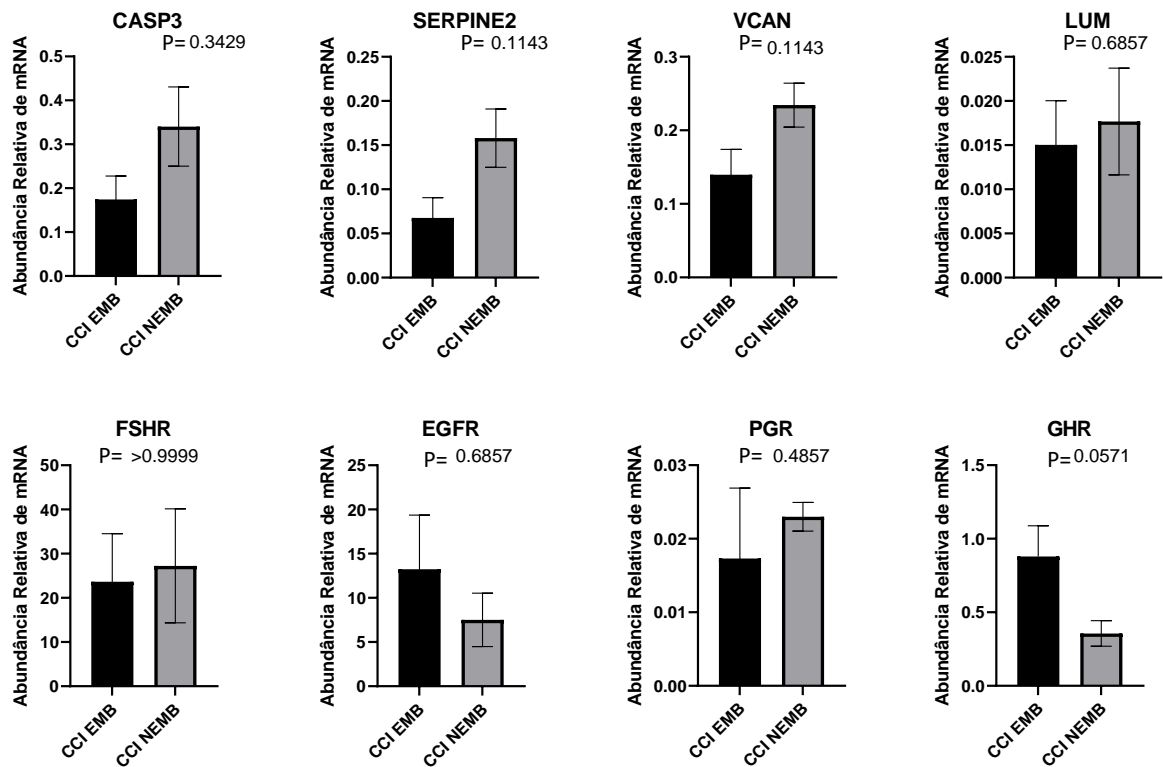 CASP3
P= 0.3429
Abundância Relativa de mRNA
0.5
0.4
0.3
0.2
0.1
0.0
CCI EMB
CCI NEMB
SERPINE2
P= 0.1143
Abundância Relativa de mRNA
0.25
0.20
0.15
0.10
0.05
0.00
CCI EMB
CCI NEMB
VCAN
P= 0.1143
Abundância Relativa de mRNA
0.3
0.2
0.1
0.0
CCI EMB
CCI NEMB
LUM
P= 0.6857
Abundância Relativa de mRNA
0.025
0.020
0.015
0.010
0.005
0.000
CCI EMB
CCI NEMB
FSHR
P= >0.9999
Abundância Relativa de mRNA
50
40
30
20
10
0
CCI EMB
CCI NEMB
EGFR
P= 0.6857
Abundância Relativa de mRNA
25
20
15
10
5
0
CCI EMB
CCI NEMB
PGR
P= 0.4857
Abundância Relativa de mRNA
0.03
0.02
0.01
0.00
CCI EMB
CCI NEMB
GHR
P= 0.0571
Abundância Relativa de mRNA
1.5
1.0
0.5
0.0
CCI EMB
CCI NEMB